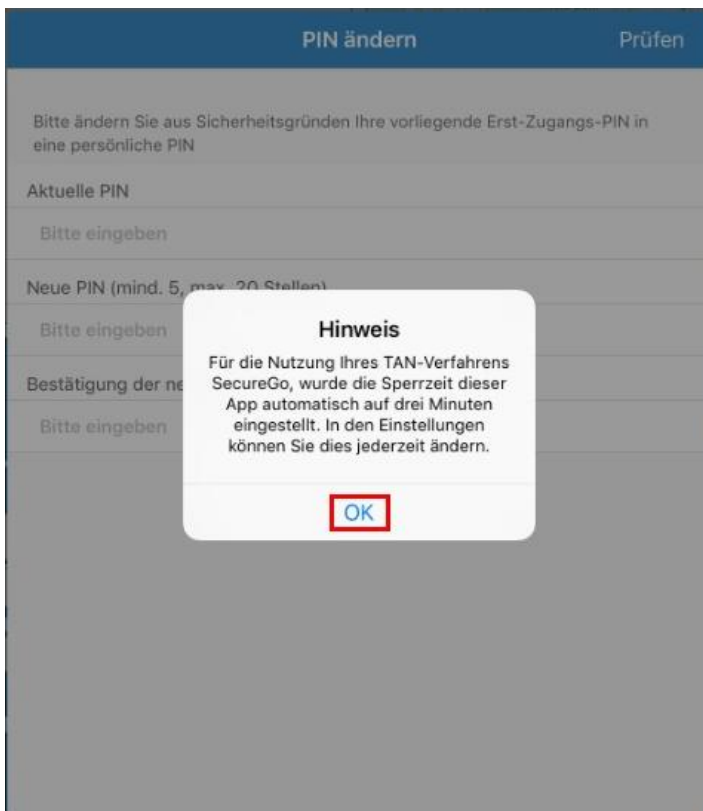 PIN ändern
Prüfen
Bitte ändern Sie aus Sicherheitsgründen Ihre vorliegende Erst-Zugangs-PIN in
eine persönliche PIN
Aktuelle PIN
Bitte eingeben
Neue PIN (mind. 5, max. 20 Stellen)
Bitte eingeben
Bestätigung der ne
Bitte eingeben
Hinweis
Für die Nutzung Ihres TAN-Verfahrens
SecureGo, wurde die Sperrzeit dieser
App automatisch auf drei Minuten
eingestellt. In den Einstellungen
können Sie dies jederzeit ändern.
OK